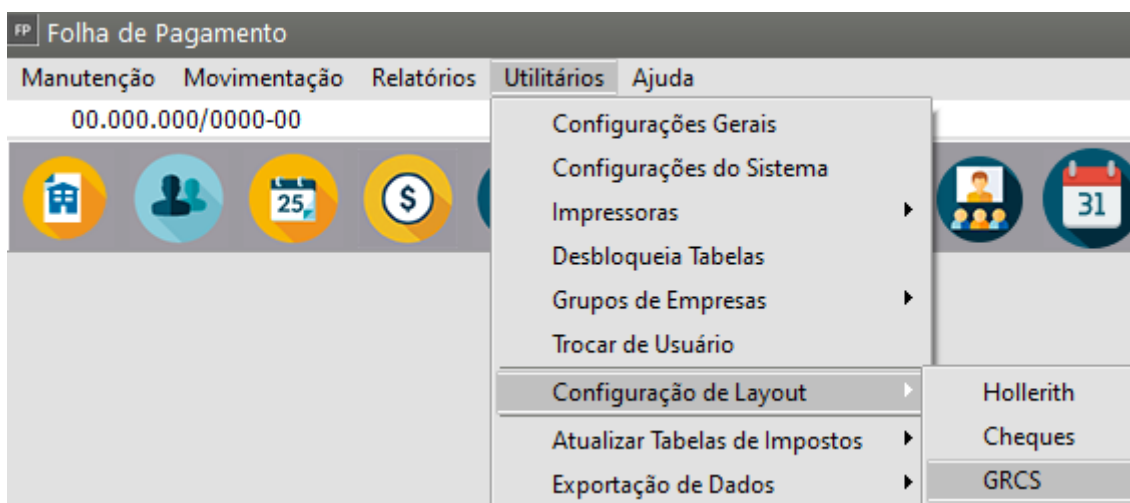 FP Folha de Pagamento
Manutenção Movimentação Relatórios Utilitários Ajuda
00.000.000/0000-00
25
$
31
Configurações Gerais
Configurações do Sistema
Impressoras
Desbloqueia Tabelas
Grupos de Empresas
Trocar de Usuário
Configuração de Layout
Hollerith
Cheques
GRCS
Atualizar Tabelas de Impostos
Exportação de Dados